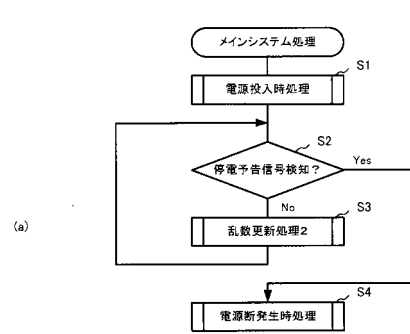 メインシステム処理
S1
電源投入時処理
S2
停電予告信号検知？
Yes
No
(a)
S3
乱数更新処理2
S4
電源断発生時処理